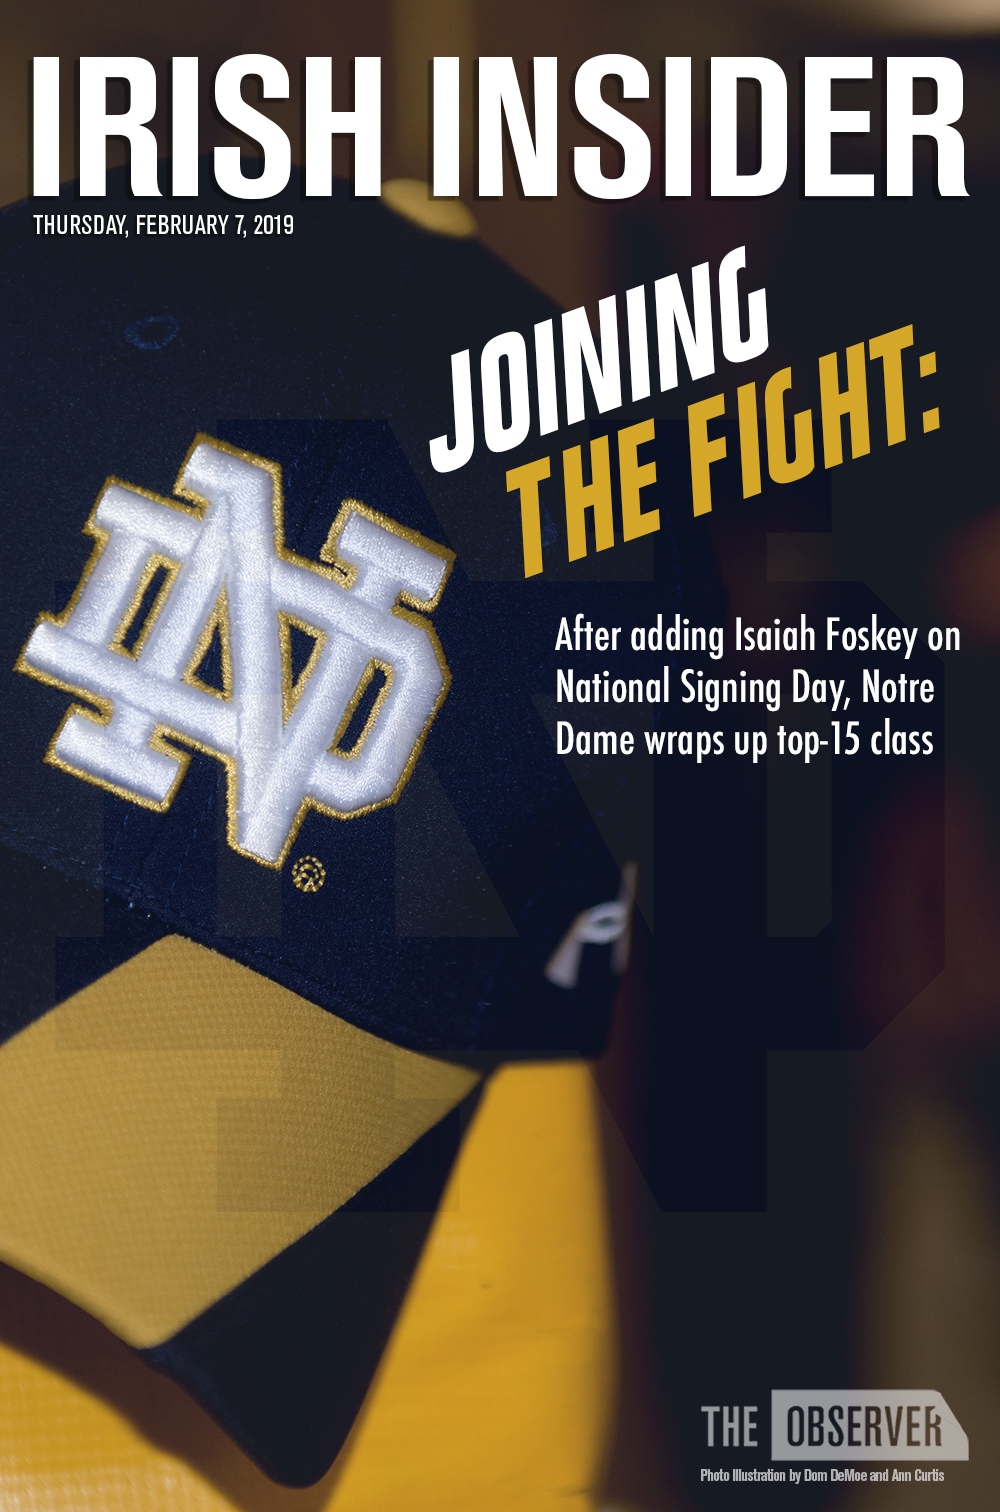 IRISH INSIDER
THURSDAY, FEBRUARY 7, 2019
JOINING
THE FIGHT:
After adding Isaiah Foskey on
National Signing Day, Notre
Dame wraps up top-15 class
ND
THE OBSERVER
Photo Illustration by Dom DeMoe and Ann Curtis